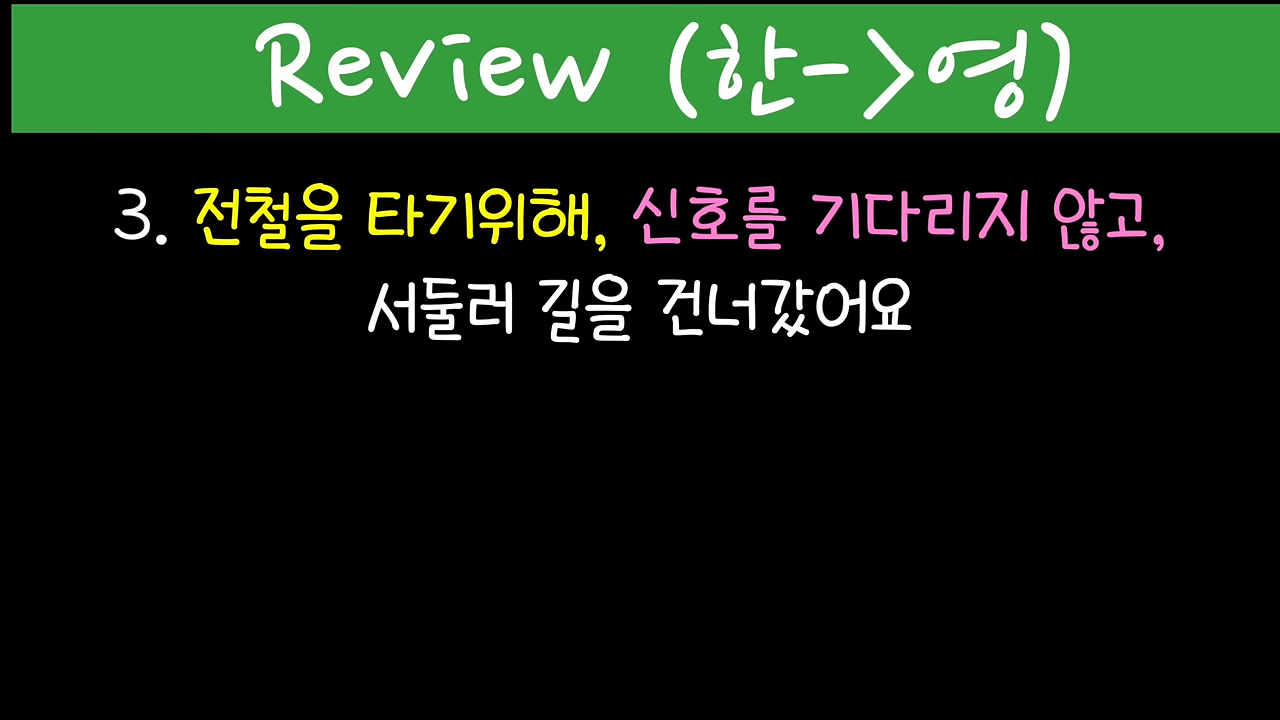 Review (한->영)
3. 전철을 타기위해, 신호를 기다리지 않고,
서둘러 길을 건너갔어요